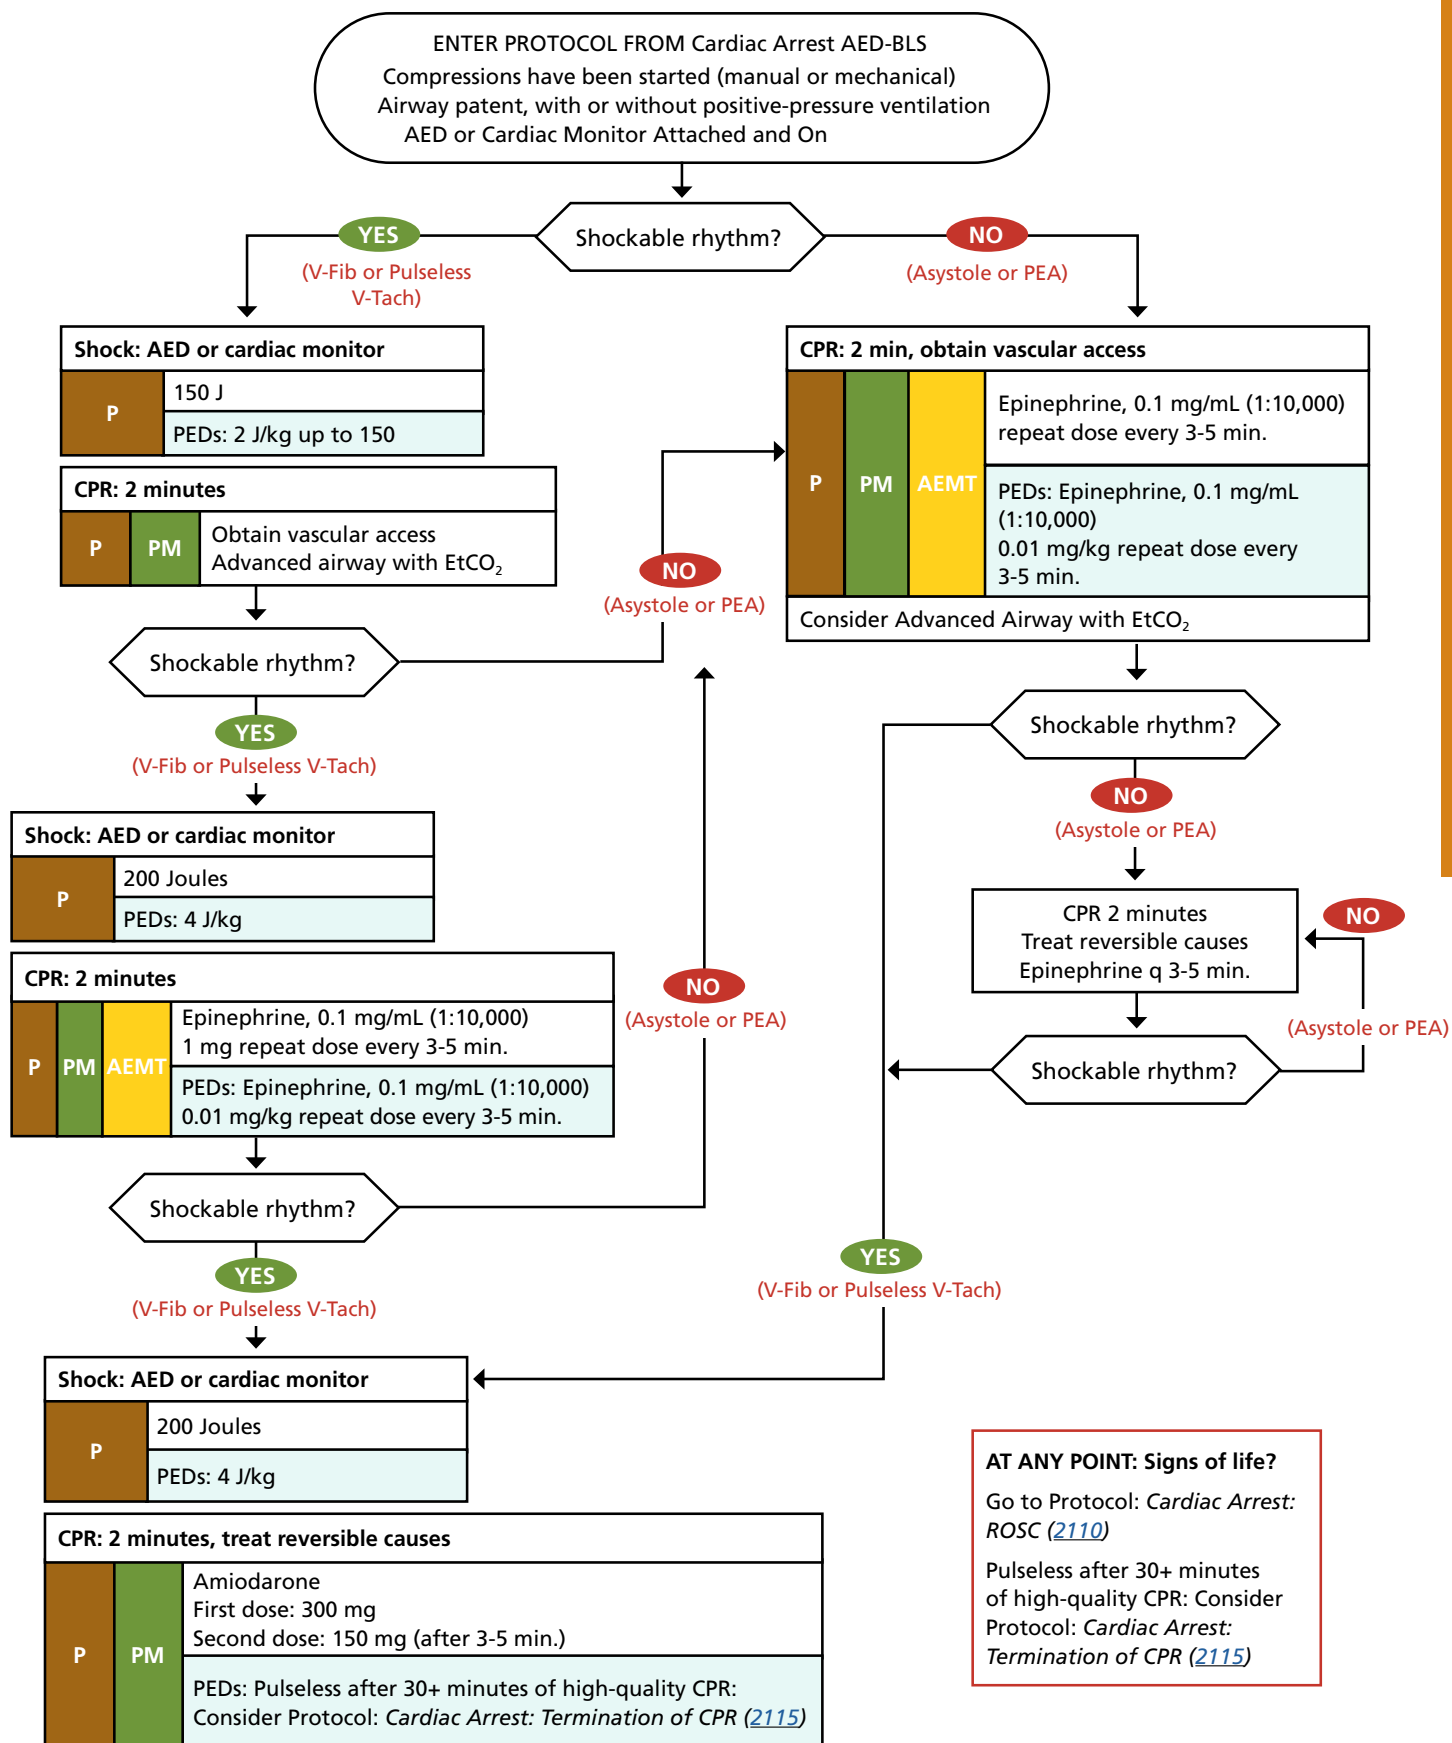 ENTER PROTOCOL FROM Cardiac Arrest AED-BLS
Compressions have been started (manual or mechanical)
Airway patent, with or without positive-pressure ventilation
AED or Cardiac Monitor Attached and On
Shockable rhythm?
YES
(V-Fib or Pulseless
V-Tach)
NO
(Asystole or PEA)
Shock: AED or cardiac monitor
P
150 J
PEDs: 2 J/kg up to 150
CPR: 2 minutes
P
PM
Obtain vascular access
Advanced airway with EtCO₂
Shockable rhythm?
NO
(Asystole or PEA)
YES
(V-Fib or Pulseless V-Tach)
Shock: AED or cardiac monitor
P
200 Joules
PEDs: 4 J/kg
CPR: 2 minutes
P
PM
AEMT
Epinephrine, 0.1 mg/mL (1:10,000)
1 mg repeat dose every 3-5 min.
PEDs: Epinephrine, 0.1 mg/mL (1:10,000)
0.01 mg/kg repeat dose every 3-5 min.
Shockable rhythm?
NO
(Asystole or PEA)
YES
(V-Fib or Pulseless V-Tach)
Shock: AED or cardiac monitor
P
200 Joules
PEDs: 4 J/kg
CPR: 2 minutes, treat reversible causes
P
PM
Amiodarone
First dose: 300 mg
Second dose: 150 mg (after 3-5 min.)
PEDs: Pulseless after 30+ minutes of high-quality CPR:
Consider Protocol: Cardiac Arrest: Termination of CPR (2115)
CPR: 2 min, obtain vascular access
P
PM
AEMT
Epinephrine, 0.1 mg/mL (1:10,000)
repeat dose every 3-5 min.
PEDs: Epinephrine, 0.1 mg/mL
(1:10,000)
0.01 mg/kg repeat dose every
3-5 min.
Consider Advanced Airway with EtCO₂
Shockable rhythm?
NO
(Asystole or PEA)
CPR 2 minutes
Treat reversible causes
Epinephrine q 3-5 min.
NO
(Asystole or PEA)
Shockable rhythm?
YES
(V-Fib or Pulseless V-Tach)
AT ANY POINT: Signs of life?
Go to Protocol: Cardiac Arrest:
ROSC (2110)
Pulseless after 30+ minutes
of high-quality CPR: Consider
Protocol: Cardiac Arrest:
Termination of CPR (2115)